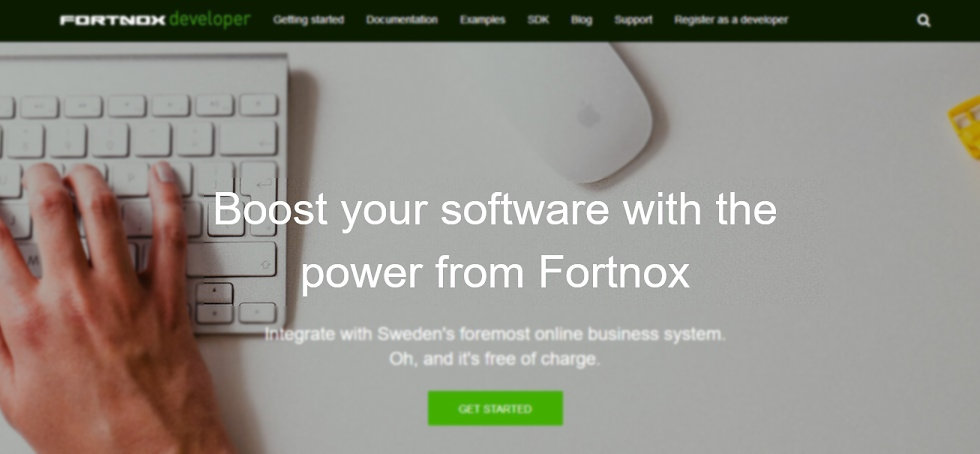 FORTNOX developer Getting started Documentation Examples SDK Blog Support Register as a developer
Boost your software with the
power from Fortnox
Integrate with Sweden's foremost online business system.
Oh, and it's free of charge.
GET STARTED